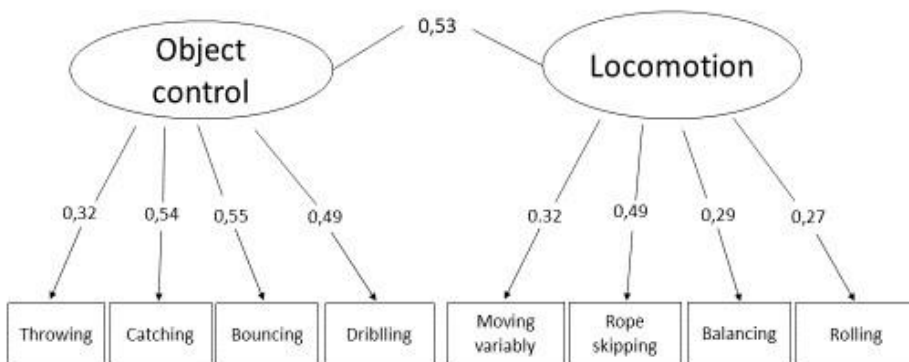 0,53
Object
control
Locomotion
0,32
0,54
0,55
0,49
0.32
0,49
0,29
0,27
Throwing
Catching
Bouncing
Driblling
Moving
variably
Rope
skipping
Balancing
Rolling